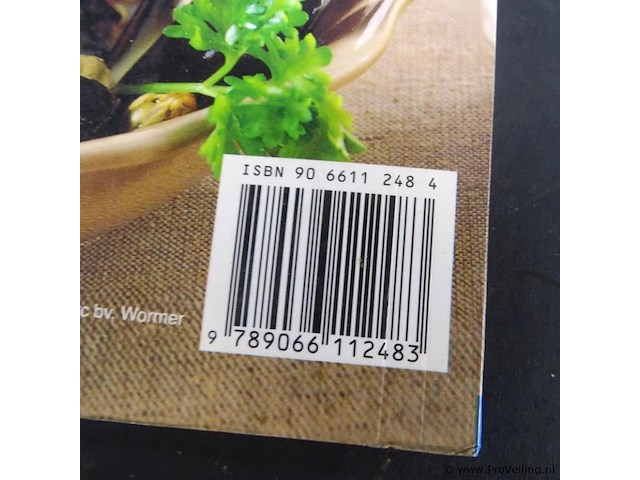 ISBN 90 6611 248 4
c bv, Wormer
9 789066 112483
© www.ProVeiling.nl